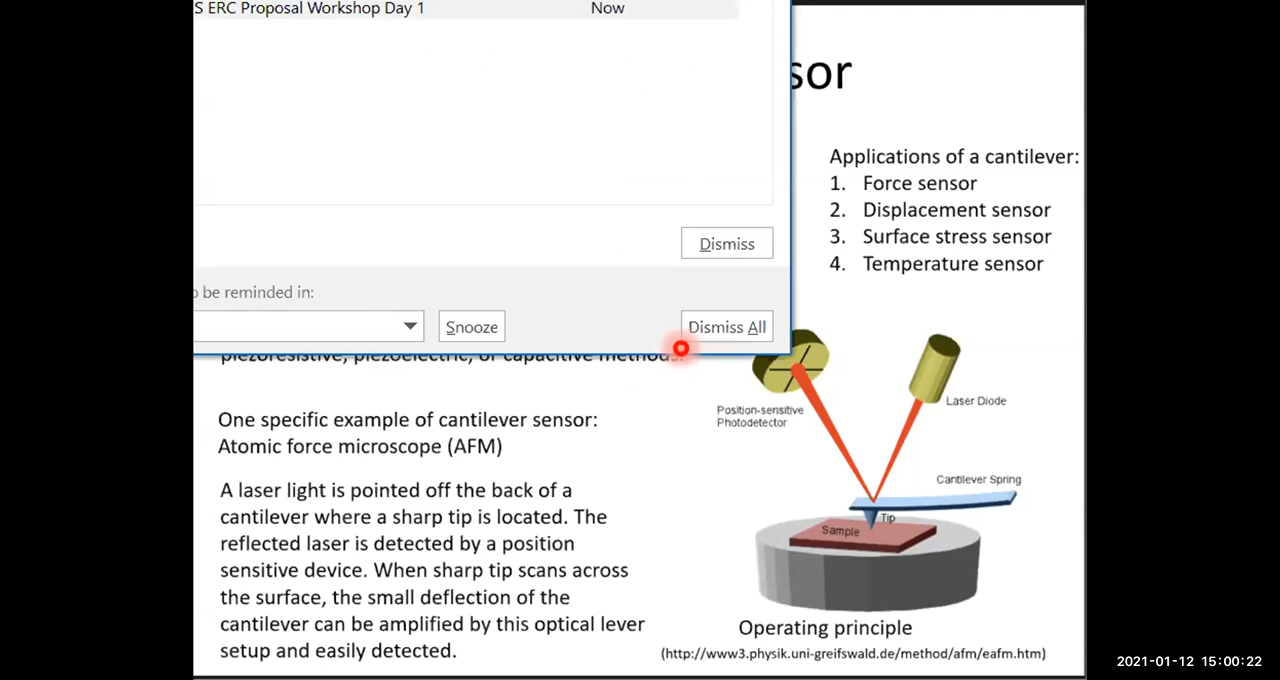 S ERC Proposal Workshop Day 1 Now
sor
Applications of a cantilever:
1. Force sensor
2. Displacement sensor
3. Surface stress sensor
4. Temperature sensor
Dismiss
be reminded in:
Snooze
Dismiss All
piezoresistive, piezoelectric, or capacitive methods.
One specific example of cantilever sensor:
Atomic force microscope (AFM)
A laser light is pointed off the back of a
cantilever where a sharp tip is located. The
reflected laser is detected by a position
sensitive device. When sharp tip scans across
the surface, the small deflection of the
cantilever can be amplified by this optical lever
setup and easily detected.
Position-sensitive
Photodetector
Laser Diode
Cantilever Spring
Tip
Sample
Operating principle
(http://www3.physik.uni-greifswald.de/method/afm/eafm.htm)
2021-01-12 15:00:22